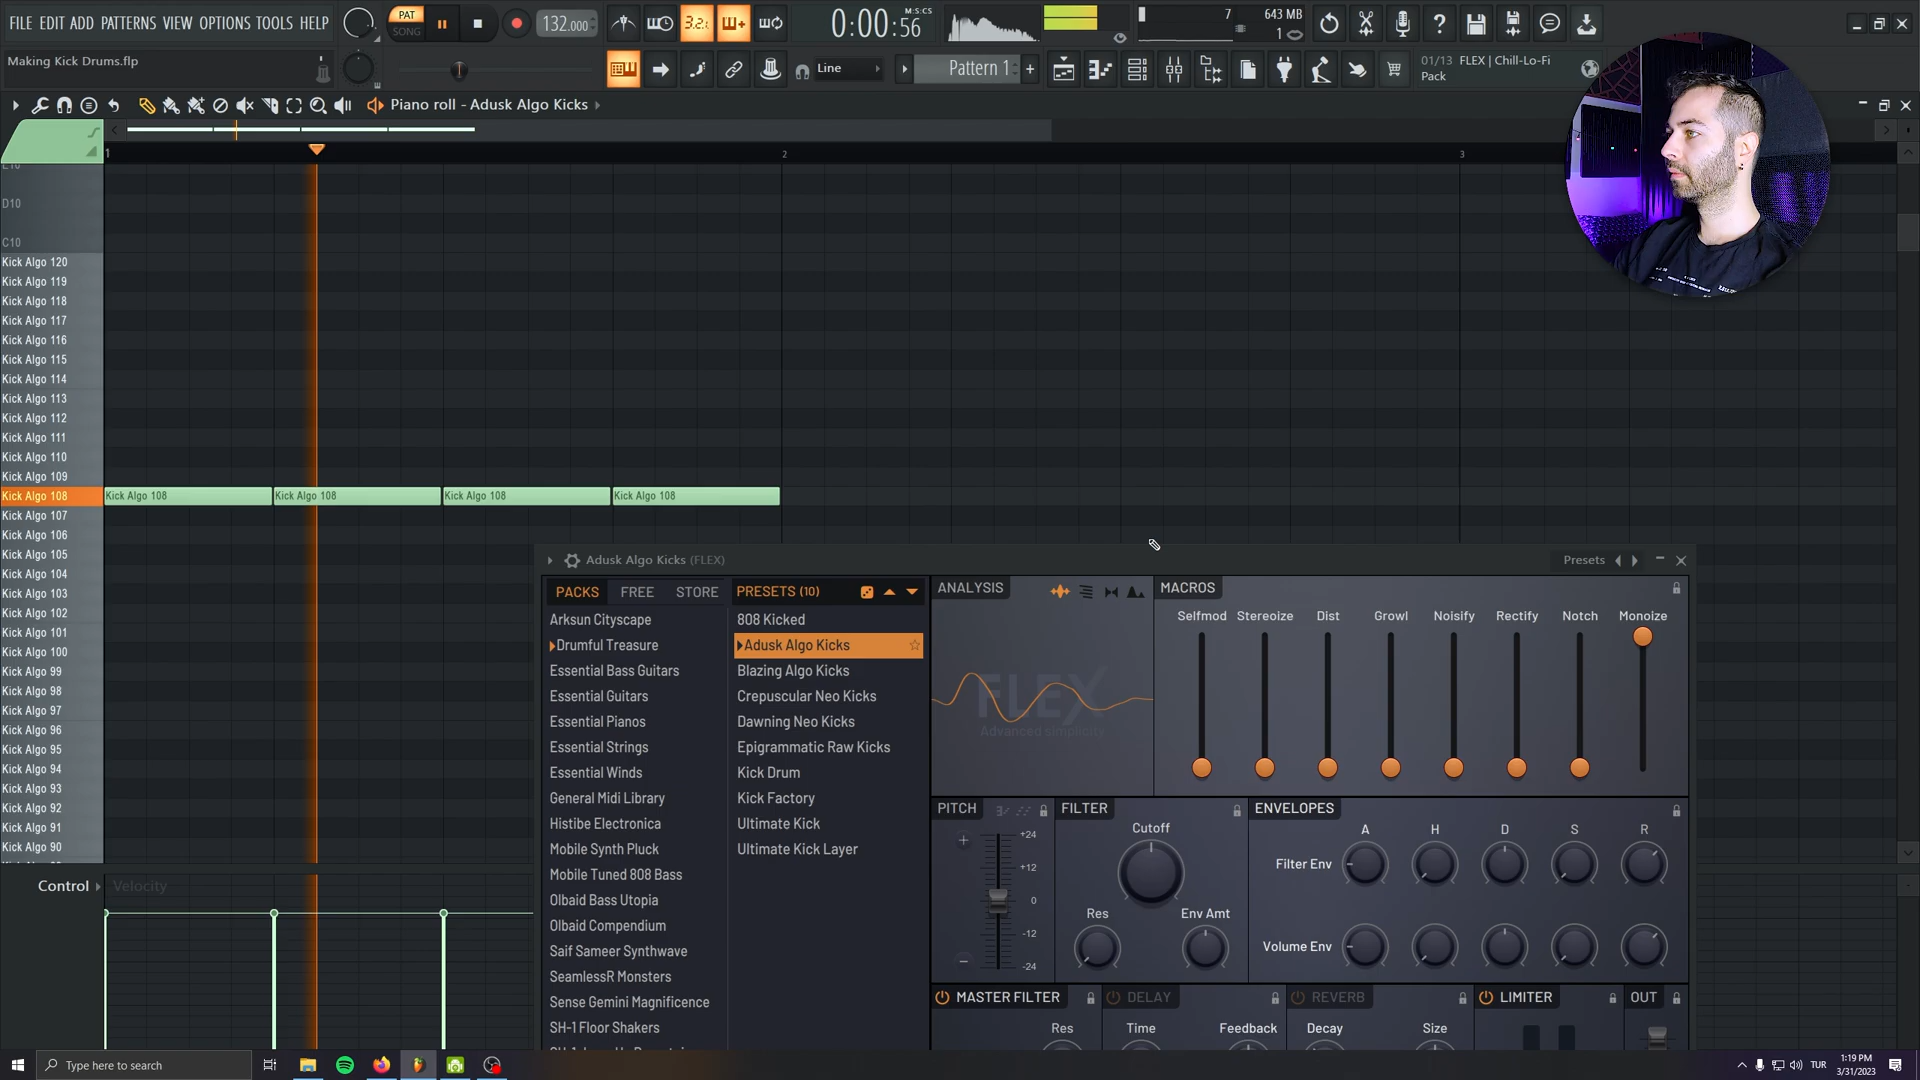 FILE EDIT ADD PATTERNS VIEW OPTIONS TOOLS HELP
PAT
SONG
132.000
3.2.
0:00:56
M:S:CS
7
643 MB
1
Making Kick Drums.flp
Line
Pattern 1
+
01/13 FLEX | Chill-Lo-Fi
Pack
Piano roll - Adusk Algo Kicks
1
2
3
D10
C10
Kick Algo 120
Kick Algo 119
Kick Algo 118
Kick Algo 117
Kick Algo 116
Kick Algo 115
Kick Algo 114
Kick Algo 113
Kick Algo 112
Kick Algo 111
Kick Algo 110
Kick Algo 109
Kick Algo 108 Kick Algo 108 Kick Algo 108 Kick Algo 108 Kick Algo 108
Kick Algo 107
Kick Algo 106
Kick Algo 105
Kick Algo 104
Kick Algo 103
Kick Algo 102
Kick Algo 101
Kick Algo 100
Kick Algo 99
Kick Algo 98
Kick Algo 97
Kick Algo 96
Kick Algo 95
Kick Algo 94
Kick Algo 93
Kick Algo 92
Kick Algo 91
Kick Algo 90
Control
Velocity
Adusk Algo Kicks (FLEX)
Presets
PACKS FREE STORE
Arksun Cityscape
Drumful Treasure
Essential Bass Guitars
Essential Guitars
Essential Pianos
Essential Strings
Essential Winds
General Midi Library
Histibe Electronica
Mobile Synth Pluck
Mobile Tuned 808 Bass
Olbaid Bass Utopia
Olbaid Compendium
Saif Sameer Synthwave
SeamlessR Monsters
Sense Gemini Magnificence
SH-1 Floor Shakers
PRESETS (10)
808 Kicked
Adusk Algo Kicks
Blazing Algo Kicks
Crepuscular Neo Kicks
Dawning Neo Kicks
Epigrammatic Raw Kicks
Kick Drum
Kick Factory
Ultimate Kick
Ultimate Kick Layer
ANALYSIS
FLEX
Advanced simplicity
MACROS
Selfmod Stereoize Dist Growl Noisify Rectify Notch Monoize
PITCH
+24
+12
0
-12
-24
FILTER
Cutoff
Res
Env Amt
ENVELOPES
A H D S R
Filter Env
Volume Env
MASTER FILTER
Res
DELAY
Time Feedback
REVERB
Decay Size
LIMITER
OUT
Type here to search
TUR
1:19 PM
3/31/2023